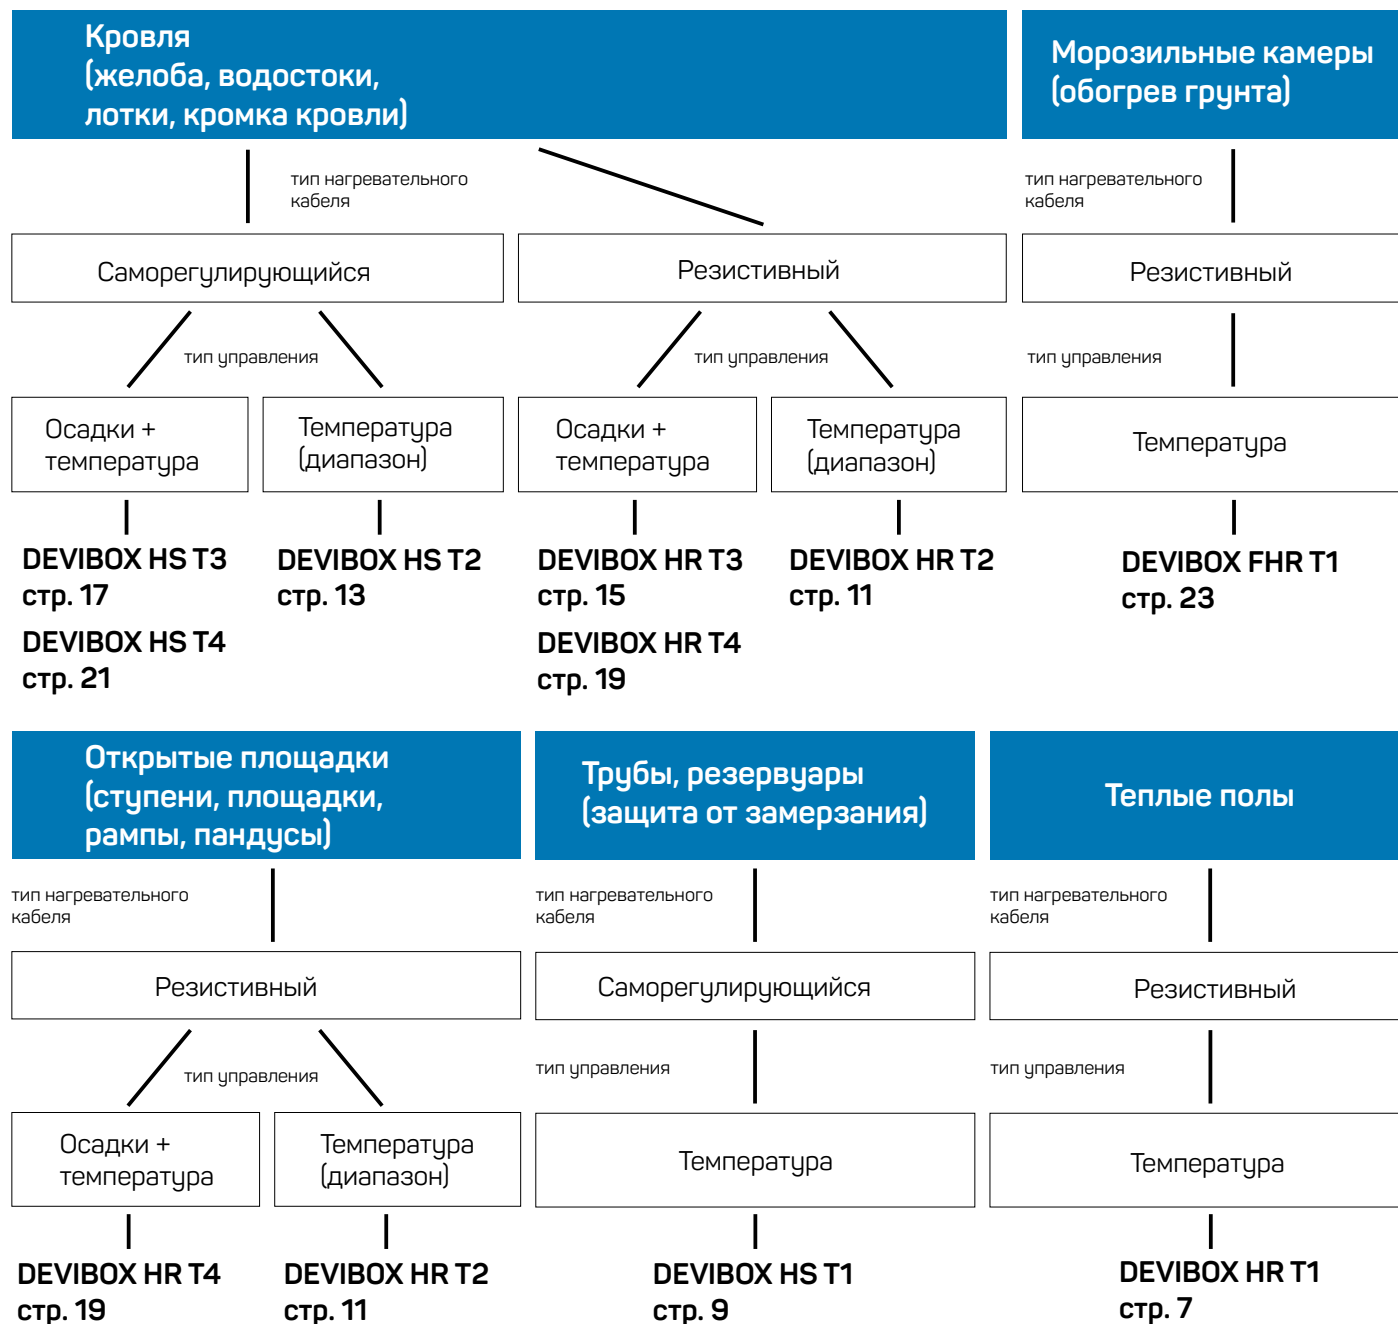 Кровля
(желоба, водостоки,
лотки, кромка кровли)
Морозильные камеры
(обогрев грунта)
тип нагревательного
кабеля
тип нагревательного
кабеля
Саморегулирующийся
Резистивный
Резистивный
тип управления
тип управления
тип управления
Осадки +
температура
Температура
(диапазон)
Осадки +
температура
Температура
(диапазон)
Температура
DEVIBOX HS T3
стр. 17
DEVIBOX HS T4
стр. 21
DEVIBOX HS T2
стр. 13
DEVIBOX HR T3
стр. 15
DEVIBOX HR T4
стр. 19
DEVIBOX HR T2
стр. 11
DEVIBOX FHR T1
стр. 23
Открытые площадки
(ступени, площадки,
рампы, пандусы)
Трубы, резервуары
(защита от замерзания)
Теплые полы
тип нагревательного
кабеля
тип нагревательного
кабеля
тип нагревательного
кабеля
Резистивный
Саморегулирующийся
Резистивный
тип управления
тип управления
тип управления
Осадки +
температура
Температура
(диапазон)
Температура
Температура
DEVIBOX HR T4
стр. 19
DEVIBOX HR T2
стр. 11
DEVIBOX HS T1
стр. 9
DEVIBOX HR T1
стр. 7